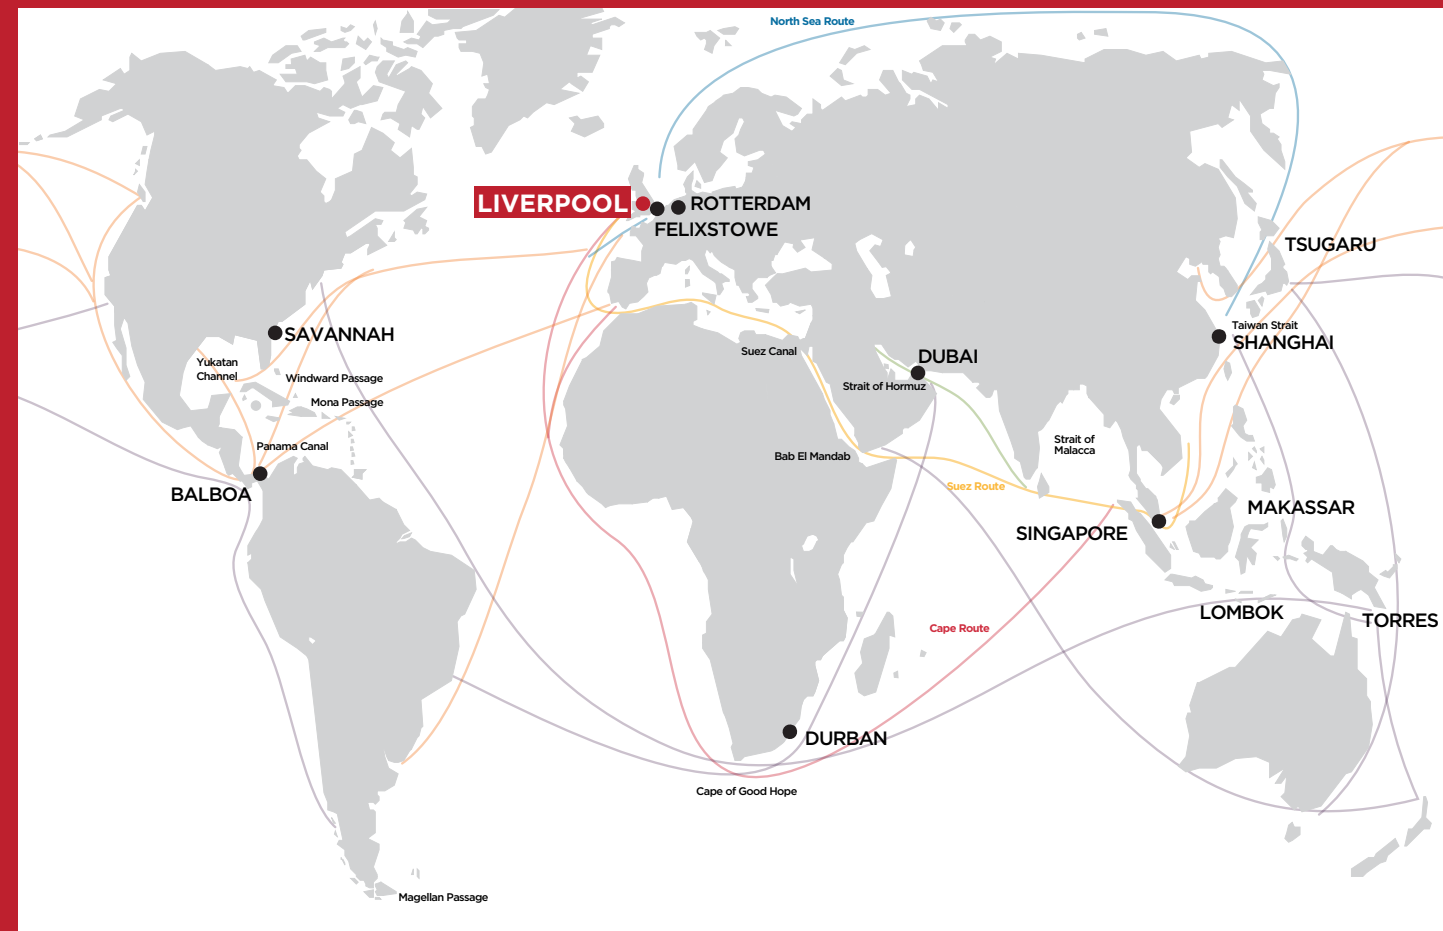 North Sea Route
LIVERPOOL
ROTTERDAM
FELIXSTOWE
TSUGARU
Taiwan Strait
SHANGHAI
SAVANNAH
Suez Canal
DUBAI
Yukatan
Channel
Windward Passage
Strait of Hormuz
Mona Passage
Panama Canal
Strait of
Malacca
Bab El Mandab
BALBOA
Suez Route
MAKASSAR
SINGAPORE
LOMBOK
TORRES
Cape Route
DURBAN
Cape of Good Hope
Magellan Passage